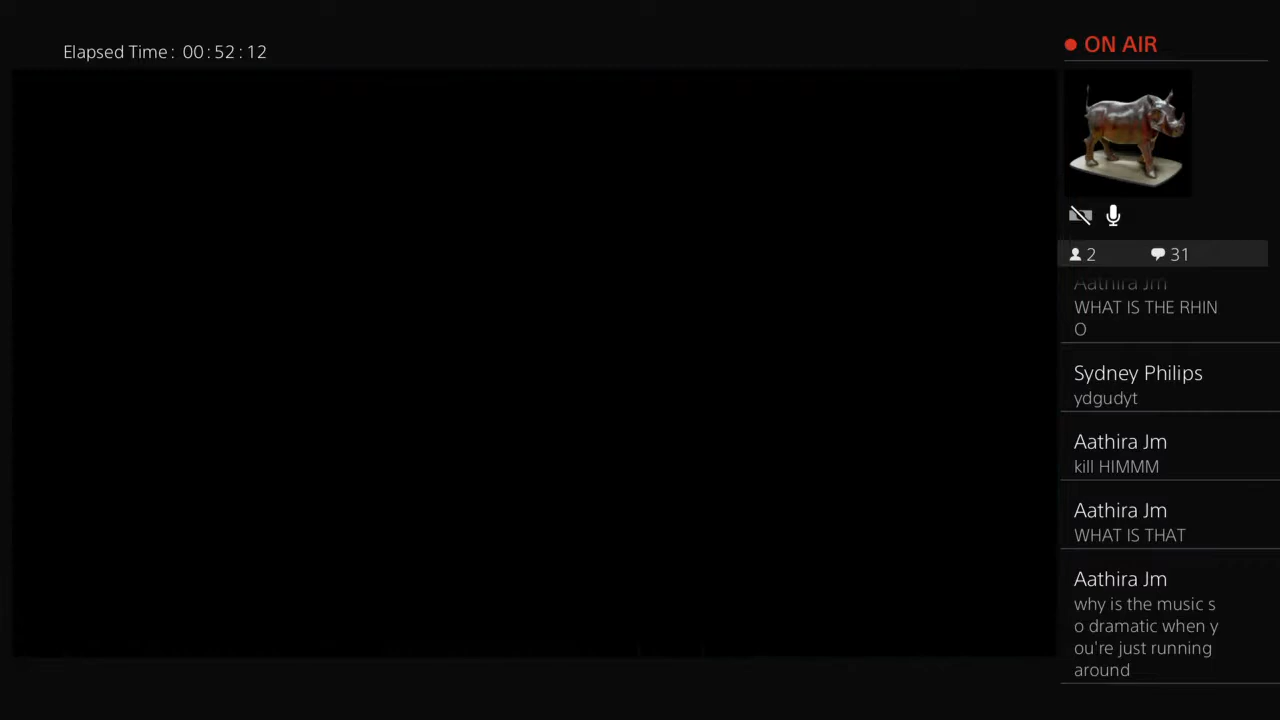 Elapsed Time: 00:52:12
ON AIR
2 31
Aathira Jm
WHAT IS THE RHIN
O
Sydney Philips
ydgudyt
Aathira Jm
kill HIMMM
Aathira Jm
WHAT IS THAT
Aathira Jm
why is the music s
o dramatic when y
ou're just running
around